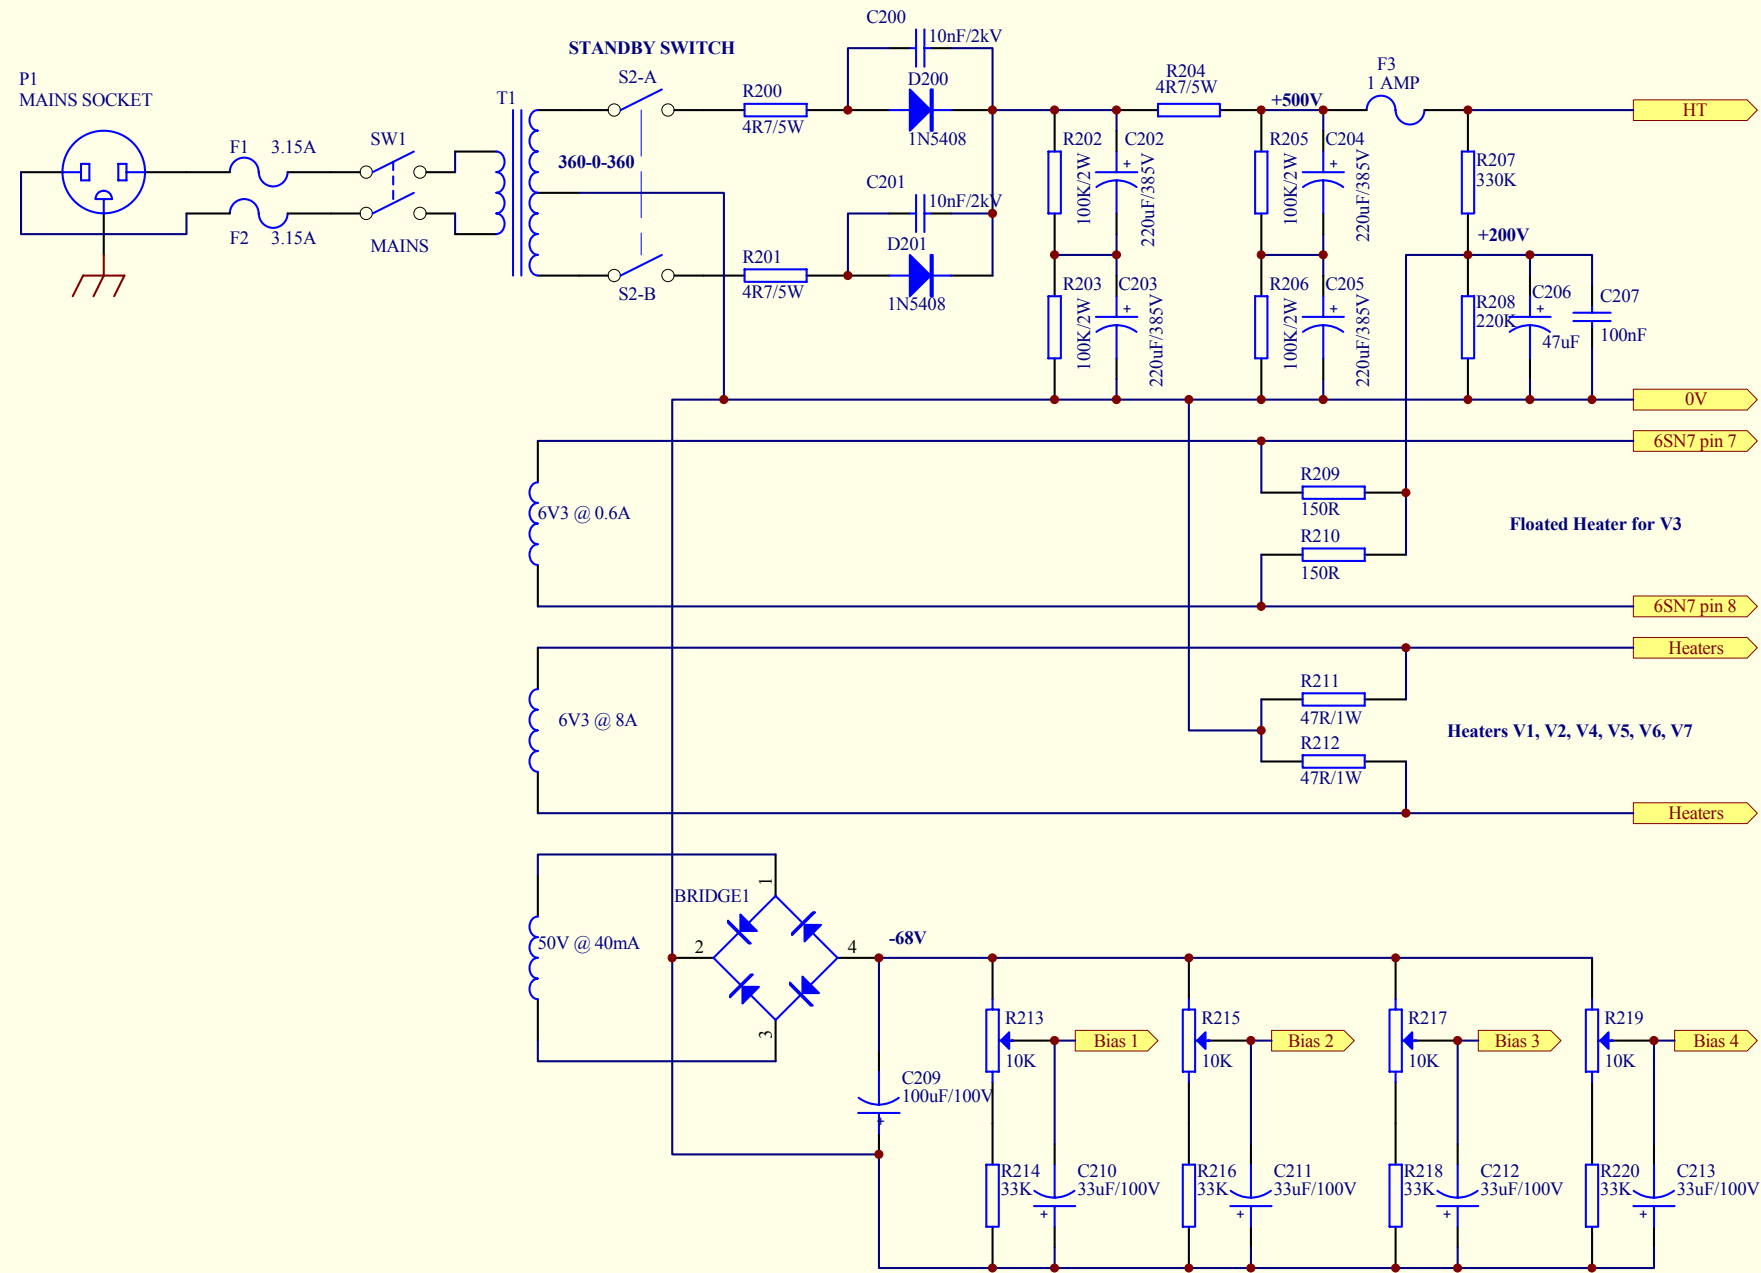 P1
MAINS SOCKET
F1 3.15A
F2 3.15A
SW1
MAINS
T1
360-0-360
STANDBY SWITCH
S2-A
S2-B
R200
4R7/5W
R201
4R7/5W
C200
10nF/2kV
D200
1N5408
C201
10nF/2kV
D201
1N5408
R202
100K/2W
C202
+
220uF/385V
R203
100K/2W
C203
+
220uF/385V
R204
4R7/5W
+500V
R205
100K/2W
C204
+
220uF/385V
R206
100K/2W
C205
+
220uF/385V
F3
1 AMP
HT
R207
330K
+200V
R208
220K
C206
+
47uF
C207
100nF
0V
6SN7 pin 7
6V3 @ 0.6A
R209
150R
R210
150R
Floated Heater for V3
6SN7 pin 8
Heaters
6V3 @ 8A
R211
47R/1W
R212
47R/1W
Heaters V1, V2, V4, V5, V6, V7
Heaters
50V @ 40mA
BRIDGE1
1
2
3
4
-68V
C209
100uF/100V
+
R213
10K
Bias 1
R215
10K
Bias 2
R217
10K
Bias 3
R219
10K
Bias 4
R214
33K
C210
33uF/100V
+
R216
33K
C211
33uF/100V
+
R218
33K
C212
33uF/100V
+
R220
33K
C213
33uF/100V
+